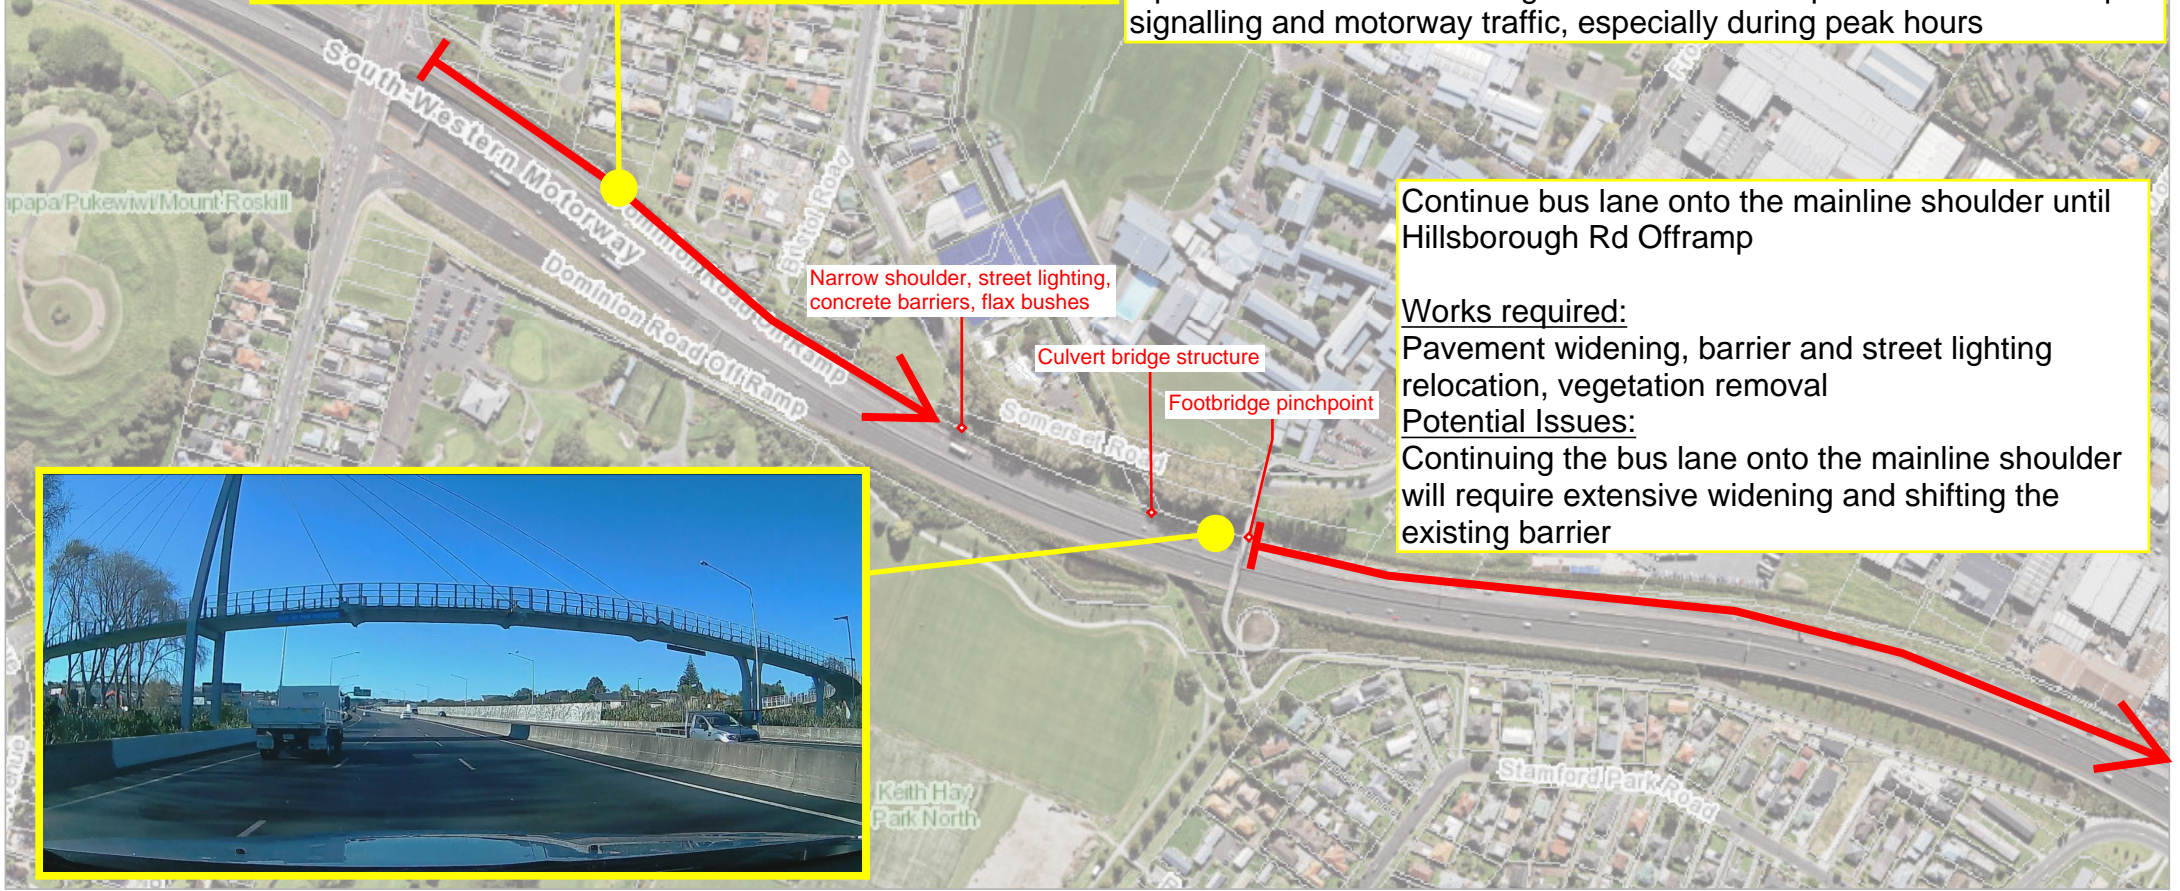 signalling and motorway traffic, especially during peak hours
South-Western Motorway
Mount Roskill
Bristol Road
Dominion Road On Ramp
Dominion Road Off Ramp
Narrow shoulder, street lighting,
concrete barriers, flax bushes
Culvert bridge structure
Footbridge pinchpoint
Somerset Road
Continue bus lane onto the mainline shoulder until
Hillsborough Rd Offramp
Works required:
Pavement widening, barrier and street lighting
relocation, vegetation removal
Potential Issues:
Continuing the bus lane onto the mainline shoulder
will require extensive widening and shifting the
existing barrier
Keith Hay
Park North
Stamford Park Road